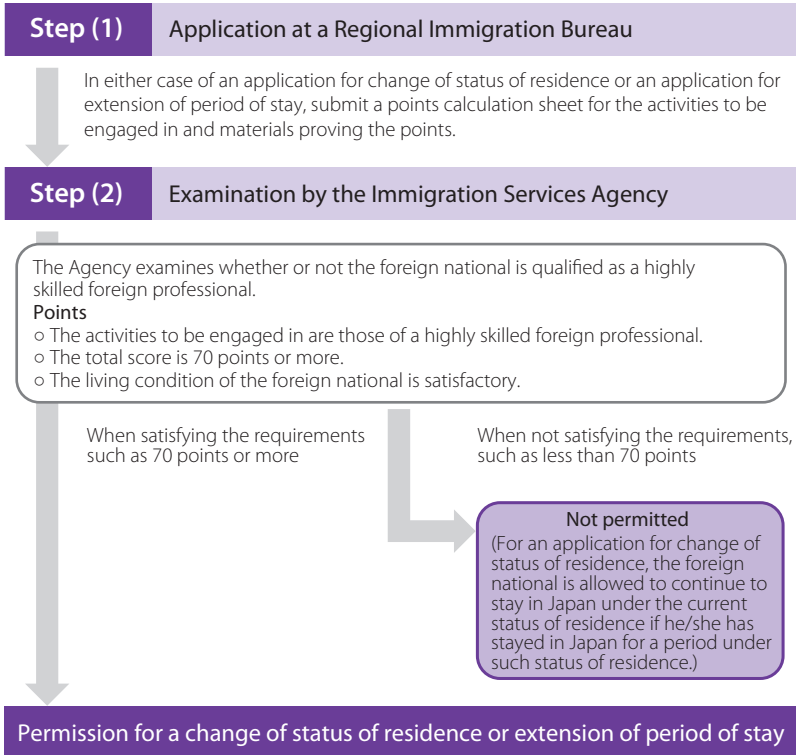 Step (1)
Application at a Regional Immigration Bureau
In either case of an application for change of status of residence or an application for
extension of period of stay, submit a points calculation sheet for the activities to be
engaged in and materials proving the points.
Step (2)
Examination by the Immigration Services Agency
The Agency examines whether or not the foreign national is qualified as a highly
skilled foreign professional.
Points
○ The activities to be engaged in are those of a highly skilled foreign professional.
○ The total score is 70 points or more.
○ The living condition of the foreign national is satisfactory.
When satisfying the requirements
such as 70 points or more
When not satisfying the requirements,
such as less than 70 points
Not permitted
(For an application for change of
status of residence, the foreign
national is allowed to continue to
stay in Japan under the current
status of residence if he/she has
stayed in Japan for a period under
such status of residence.)
Permission for a change of status of residence or extension of period of stay